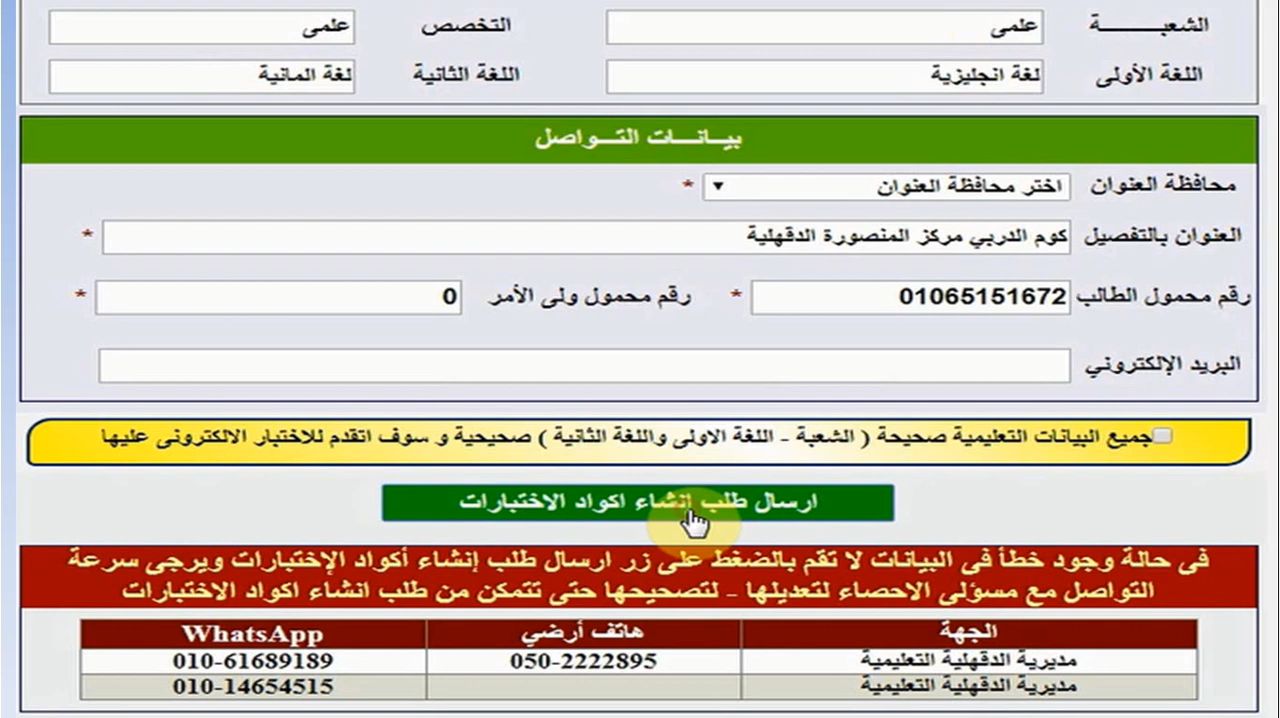 الشعبـــــــــة علمى التخصص علمى
اللغة الأولى لغة انجليزية اللغة الثانية لغة المانية
بيـــانـــات التـــواصل
محافظة العنوان اختر محافظة العنوان *
العنوان بالتفصيل كوم الدربي مركز المنصورة الدقهلية *
رقم محمول الطالب 01065151672 * رقم محمول ولى الأمر 0 *
البريد الإلكتروني
جميع البيانات التعليمية صحيحة ( الشعبة - اللغة الاولى واللغة الثانية ) صحيحية و سوف اتقدم للاختبار الالكترونى عليها
ارسال طلب إنشاء اكواد الاختبارات
فى حالة وجود خطأ فى البيانات لا تقم بالضغط على زر ارسال طلب إنشاء أكواد الإختبارات ويرجى سرعة
التواصل مع مسؤلى الاحصاء لتعديلها - لتصحيحها حتى تتمكن من طلب انشاء اكواد الاختبارات
الجهة هاتف أرضي WhatsApp
مديرية الدقهلية التعليمية 050-2222895 010-61689189
مديرية الدقهلية التعليمية 010-14654515